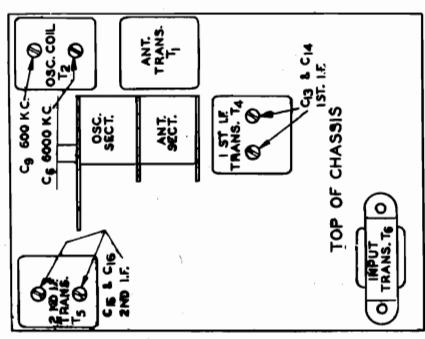 C9 600 KC.
C6 6000 KC.
OSC. COIL
T2
ANT.
TRANS.
T1
OSC.
SECT.
ANT.
SECT.
1 ST I.F.
TRANS. T4
C13 & C14
1ST. I.F.
TOP OF CHASSIS
2 ND I.F.
TRANS.
T5
C15 & C16
2ND. I.F.
INPUT
TRANS. T6